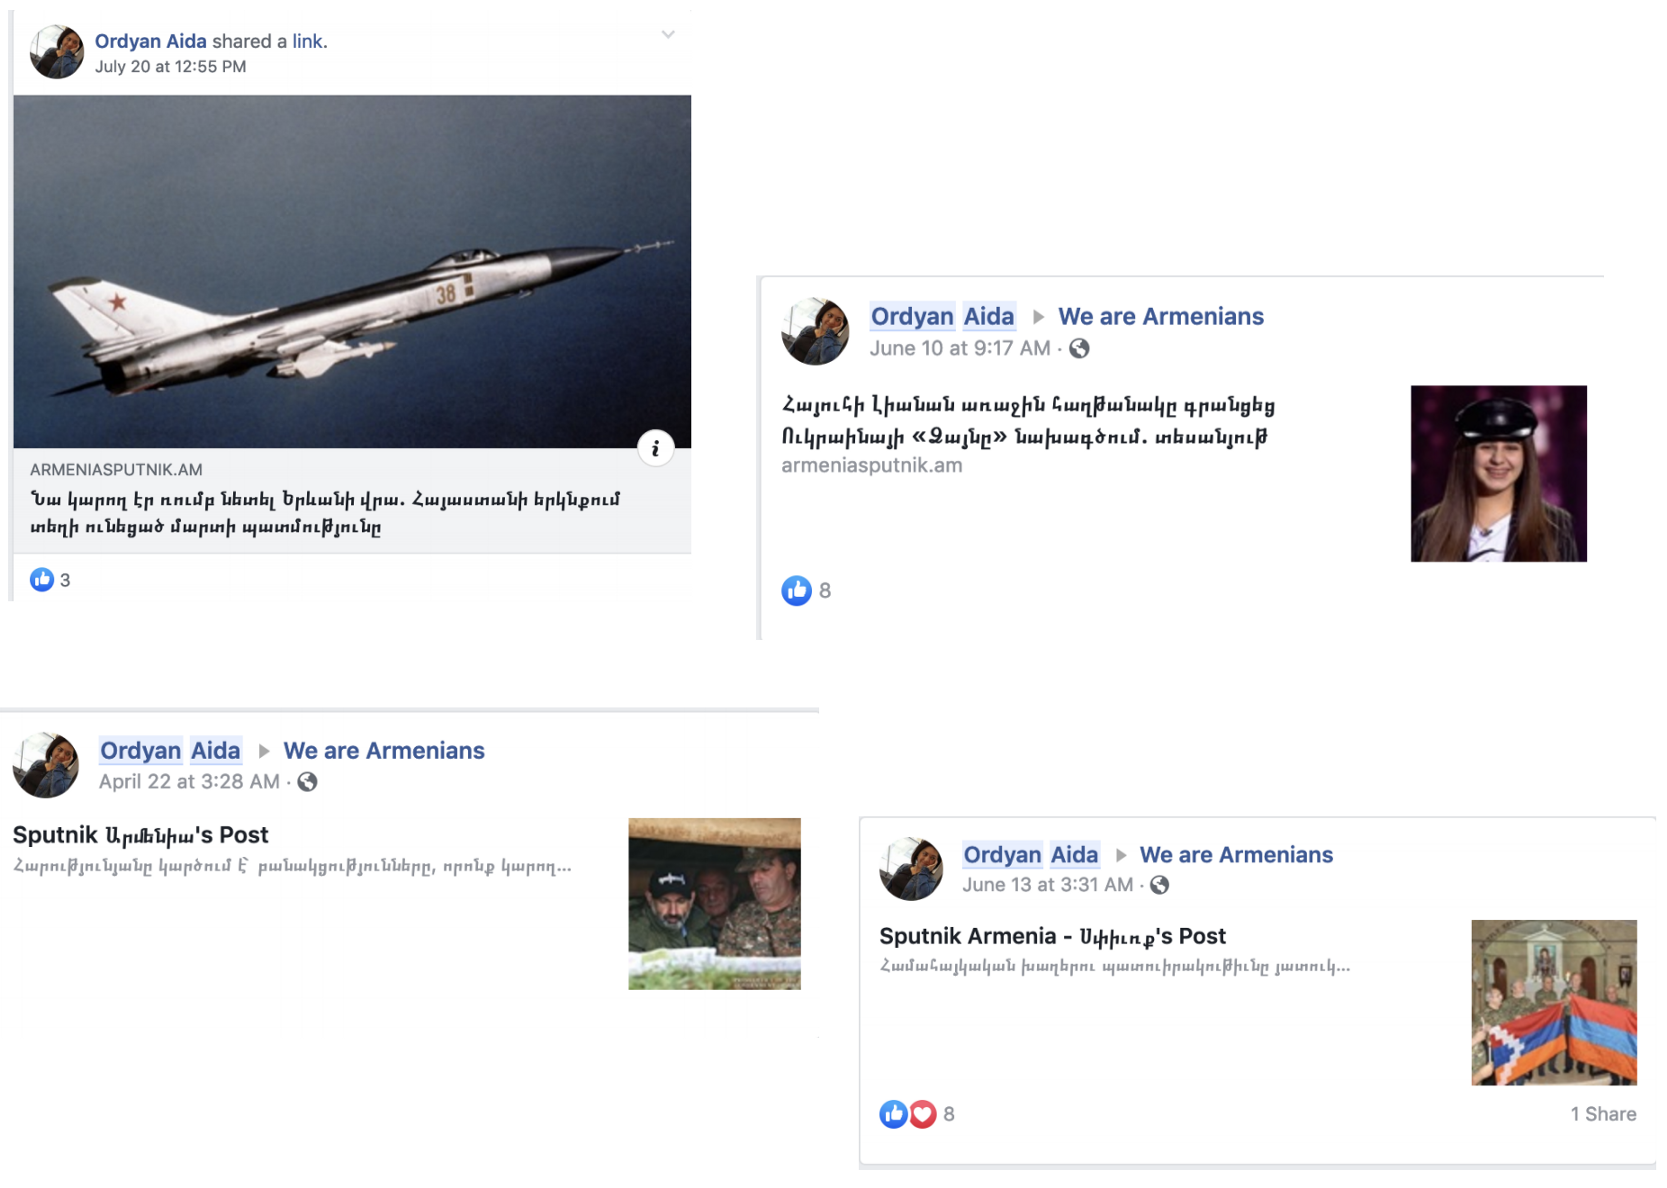 Ordyan Aida shared a link.
July 20 at 12:55 PM
38
ARMENIASPUTNIK.AM
Նա կարող էր ռումբ նետել Երևանի վրա. Հայաստանի երկնքում
տեղի ունեցած մարտի պատմությունը
3
Ordyan Aida ▸ We are Armenians
June 10 at 9:17 AM ·
Հայուհի Լիանան առաջին հաղթանակը գրանցեց
Ուկրաինայի «Ձայնը» նախագծում. տեսանյութ
armeniasputnik.am
8
Ordyan Aida ▸ We are Armenians
April 22 at 3:28 AM ·
Sputnik Արմենիա's Post
Հարությունյանը կարծում է՝ բանակցությունները, որոնք կարող...
Ordyan Aida ▸ We are Armenians
June 13 at 3:31 AM ·
Sputnik Armenia - Սփիւռք's Post
Համահայկական խաղերու պատուիրակութիւնը յատուկ...
8
1 Share